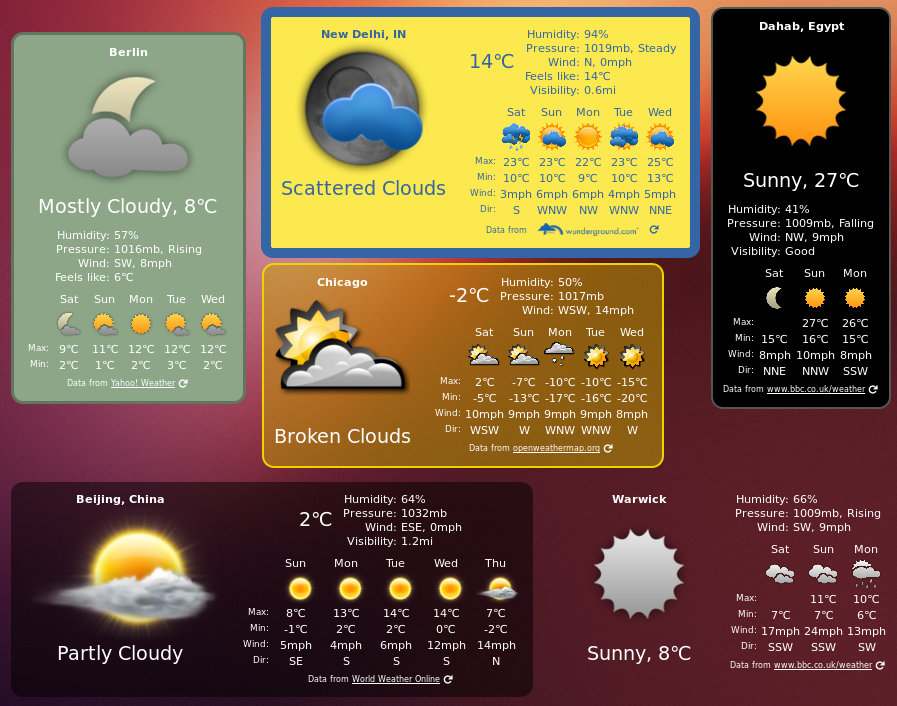 Berlin
Mostly Cloudy, 8℃
Humidity: 57%
Pressure: 1016mb, Rising
Wind: SW, 8mph
Feels like: 6℃
Sat Sun Mon Tue Wed
Max: 9℃ 11℃ 12℃ 12℃ 12℃
Min: 2℃ 1℃ 2℃ 3℃ 2℃
Data from Yahoo! Weather
New Delhi, IN
14℃
Scattered Clouds
Humidity: 94%
Pressure: 1019mb, Steady
Wind: N, 0mph
Feels like: 14℃
Visibility: 0.6mi
Sat Sun Mon Tue Wed
Max: 23℃ 23℃ 22℃ 23℃ 25℃
Min: 10℃ 10℃ 9℃ 10℃ 13℃
Wind: 3mph 6mph 6mph 4mph 5mph
Dir: S WNW NW WNW NNE
Data from wunderground.com
Dahab, Egypt
Sunny, 27℃
Humidity: 41%
Pressure: 1009mb, Falling
Wind: NW, 9mph
Visibility: Good
Sat Sun Mon
Max: 27℃ 26℃
Min: 15℃ 16℃ 15℃
Wind: 8mph 10mph 8mph
Dir: NNE NNW SSW
Data from www.bbc.co.uk/weather
Chicago
-2℃
Broken Clouds
Humidity: 50%
Pressure: 1017mb
Wind: WSW, 14mph
Sat Sun Mon Tue Wed
Max: 2℃ -7℃ -10℃ -10℃ -15℃
Min: -5℃ -13℃ -17℃ -16℃ -20℃
Wind: 10mph 9mph 9mph 9mph 8mph
Dir: WSW W WNW WNW W
Data from openweathermap.org
Beijing, China
2℃
Partly Cloudy
Humidity: 64%
Pressure: 1032mb
Wind: ESE, 0mph
Visibility: 1.2mi
Sun Mon Tue Wed Thu
Max: 8℃ 13℃ 14℃ 14℃ 7℃
Min: -1℃ 2℃ 2℃ 0℃ -2℃
Wind: 5mph 4mph 6mph 12mph 14mph
Dir: SE S S S N
Data from World Weather Online
Warwick
Sunny, 8℃
Humidity: 66%
Pressure: 1009mb, Rising
Wind: SW, 9mph
Sat Sun Mon
Max: 11℃ 10℃
Min: 7℃ 7℃ 6℃
Wind: 17mph 24mph 13mph
Dir: SSW SSW SW
Data from www.bbc.co.uk/weather